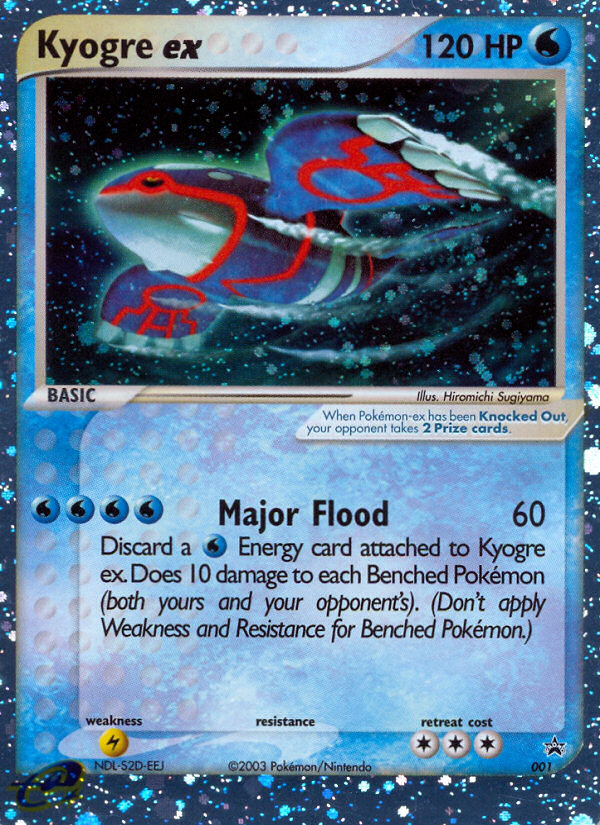 Kyogre ex
120 HP
BASIC
Illus. Hiromichi Sugiyama
When Pokémon-ex has been Knocked Out,
your opponent takes 2 Prize cards.
Major Flood 60
Discard a Energy card attached to Kyogre
ex. Does 10 damage to each Benched Pokémon
(both yours and your opponent's). (Don't apply
Weakness and Resistance for Benched Pokémon.)
weakness resistance retreat cost
NDL-S2D-EEJ ©2003 Pokémon/Nintendo 001